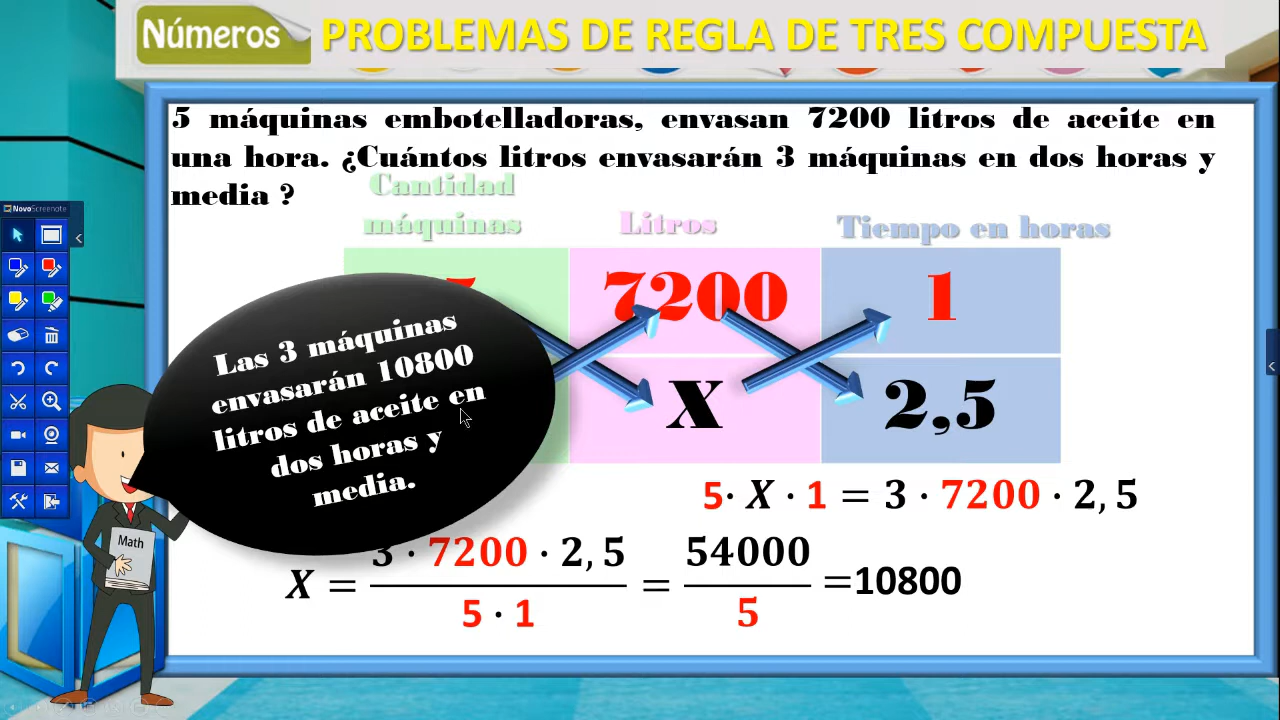 Números
PROBLEMAS DE REGLA DE TRES COMPUESTA
5 máquinas embotelladoras, envasan 7200 litros de aceite en
una hora. ¿Cuántos litros envasarán 3 máquinas en dos horas y
media ?
Cantidad
máquinas
Litros
Tiempo en horas
NovoScreenote
7200
1
X
2,5
Las 3 máquinas
envasarán 10800
litros de aceite en
dos horas y
media.
5· X · 1 = 3 · 7200 · 2, 5
X = 3 · 7200 · 2, 5 / 5 · 1 = 54000 / 5 =10800
Math